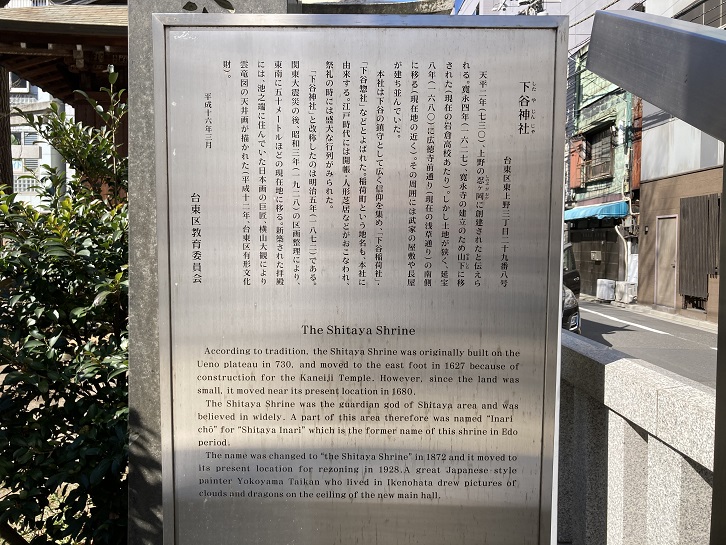 下谷神社
したやじんじゃ
台東区東上野三丁目二十九番八号
天平二年(七三〇)、上野の忍ヶ岡に創建されたと伝えら
れる。寛永四年(一六二七)、寛永寺の建立のため山下に移
された(現在の岩倉高校あたり)。しかし土地が狭く、延宝
八年(一六八〇)に広徳寺前通り(現在の浅草通り)の南側
に移る(現在地の近く)。その周囲には武家の屋敷や長屋
が建ち並んでいた。
本社は下谷の鎮守として広く信仰を集め、「下谷稲荷社」、
「下谷惣社」などとよばれた。「稲荷町」という地名も、本社に
由来する。江戸時代には開帳、人形芝居などがおこなわれ、
祭礼の時には盛大な行列がみられた。
「下谷神社」と改称したのは明治五年(一八七二)である。
関東大震災の後、昭和三年(一九二八)の区画整理により、
東南に五十メートルほどの現在地に移る。新築された拝殿
には、池之端に住んでいた日本画の巨匠、横山大観により
雲竜図の天井画が描かれた(平成十二年、台東区有形文化
財)。
平成十六年三月
台東区教育委員会
The Shitaya Shrine
According to tradition, the Shitaya Shrine was originally built on the
Ueno plateau in 730, and moved to the east foot in 1627 because of
construction for the Kaneiji Temple. However, since the land was
small, it moved near its present location in 1680.
The Shitaya Shrine was the guardian god of Shitaya area and was
believed in widely. A part of this area therefore was named "Inari
chō" for "Shitaya Inari" which is the former name of this shrine in Edo
period.
The name was changed to "the Shitaya Shrine" in 1872 and it moved to
its present location for rezoning in 1928. A great Japanese style
painter Yokoyama Taikan who lived in Ikenohata drew pictures of
clouds and dragons on the ceiling of the new main hall.